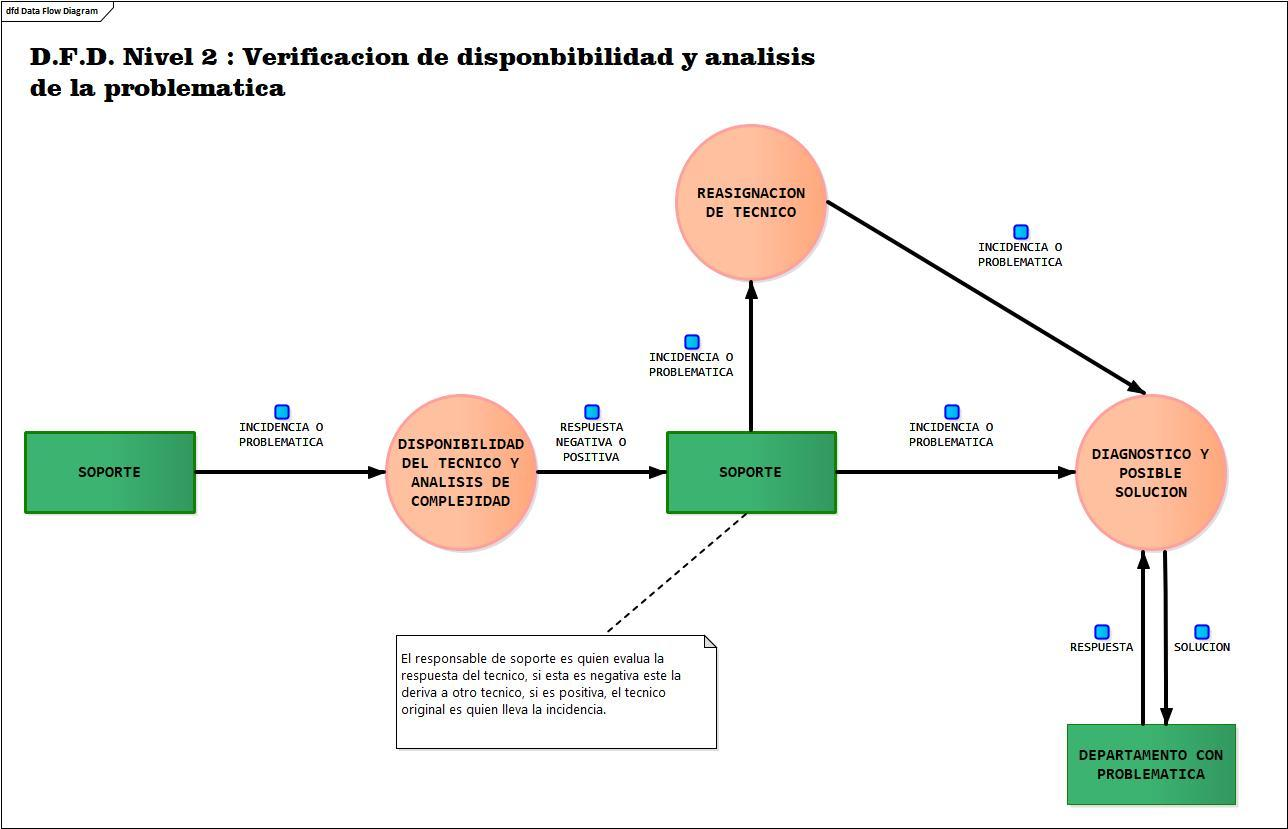 dfd Data Flow Diagram
D.F.D. Nivel 2 : Verificacion de disponbibilidad y analisis
de la problematica
REASIGNACION
DE TECNICO
INCIDENCIA O
PROBLEMATICA
INCIDENCIA O
PROBLEMATICA
SOPORTE
INCIDENCIA O
PROBLEMATICA
DISPONIBILIDAD
DEL TECNICO Y
ANALISIS DE
COMPLEJIDAD
RESPUESTA
NEGATIVA O
POSITIVA
SOPORTE
INCIDENCIA O
PROBLEMATICA
DIAGNOSTICO Y
POSIBLE
SOLUCION
El responsable de soporte es quien evalua la
respuesta del tecnico, si esta es negativa este la
deriva a otro tecnico, si es positiva, el tecnico
original es quien lleva la incidencia.
RESPUESTA
SOLUCION
DEPARTAMENTO CON
PROBLEMATICA